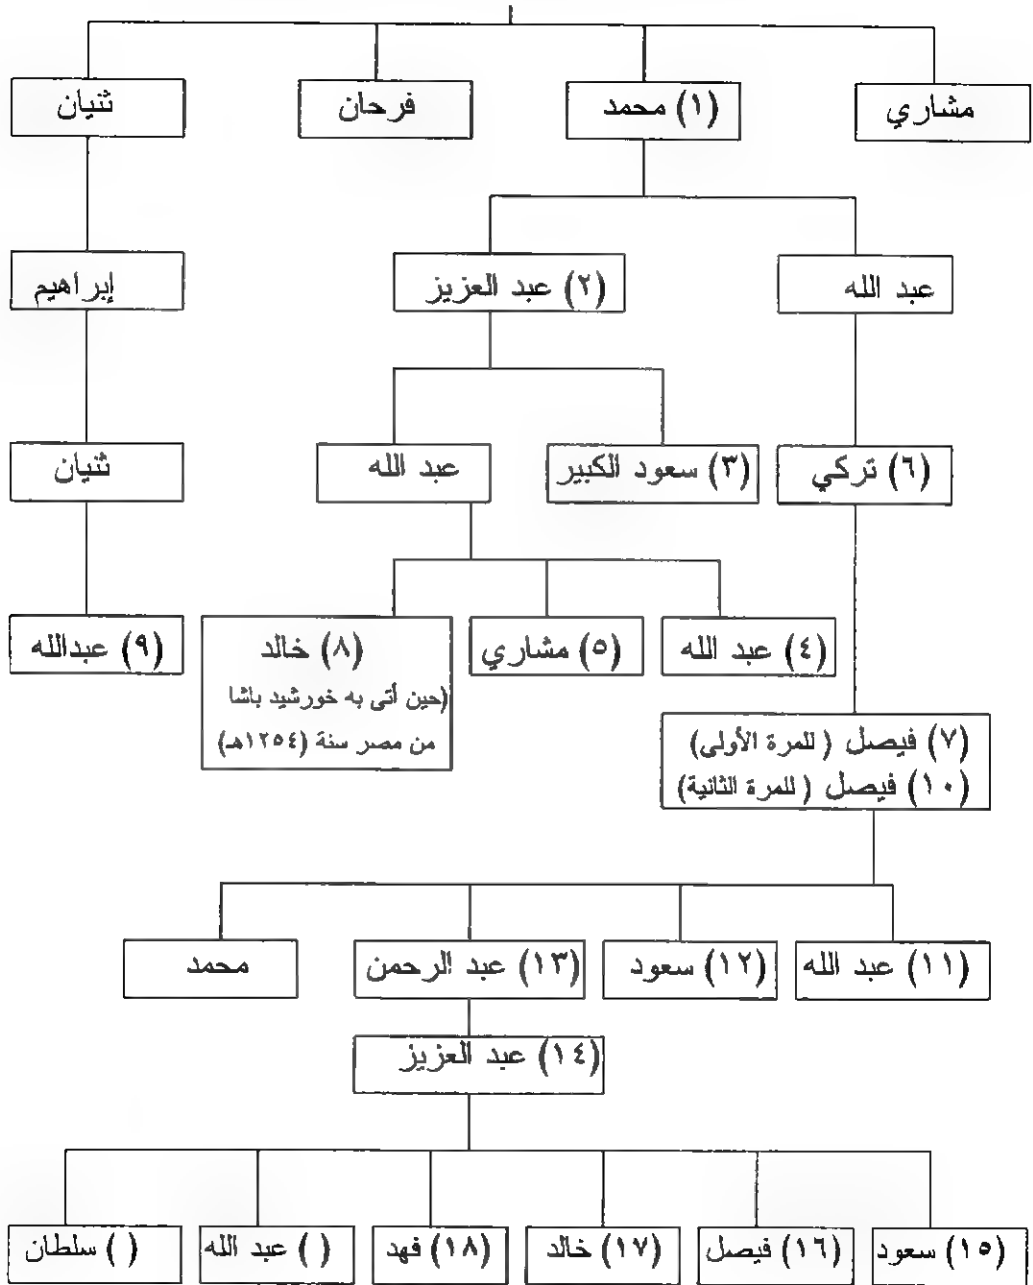 مشاري
(١) محمد
فرحان
ثنيان
عبد الله
(٢) عبد العزيز
إبراهيم
(٦) تركي
(٣) سعود الكبير
عبد الله
ثنيان
(٤) عبد الله
(٥) مشاري
(٨) خالد
(حين أتى به خورشيد باشا
من مصر سنة (١٢٥٤هـ)
(٩) عبدالله
(٧) فيصل (للمرة الأولى)
(١٠) فيصل (للمرة الثانية)
(١١) عبد الله
(١٢) سعود
(١٣) عبد الرحمن
محمد
(١٤) عبد العزيز
(١٥) سعود
(١٦) فيصل
(١٧) خالد
(١٨) فهد
( ) عبد الله
( ) سلطان